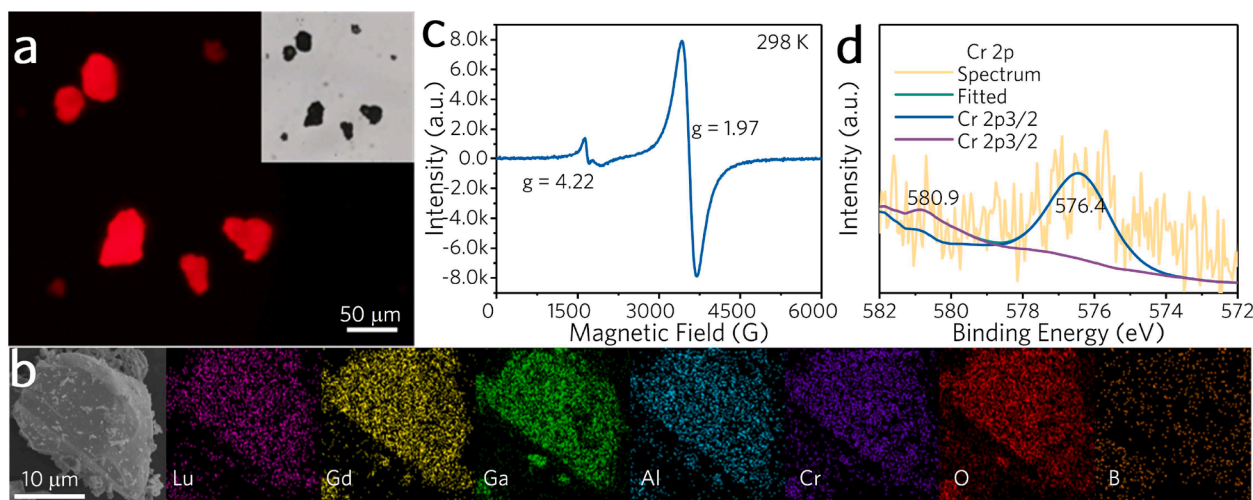 a
50 μm
c
298 K
8.0k
6.0k
4.0k
2.0k
0.0
-2.0k
-4.0k
-6.0k
-8.0k
g = 1.97
g = 4.22
Intensity (a.u.)
0 1500 3000 4500 6000
Magnetic Field (G)
d
Cr 2p
Spectrum
Fitted
Cr 2p3/2
Cr 2p3/2
580.9
576.4
Intensity (a.u.)
582 580 578 576 574 572
Binding Energy (eV)
b
10 μm
Lu
Gd
Ga
Al
Cr
O
B